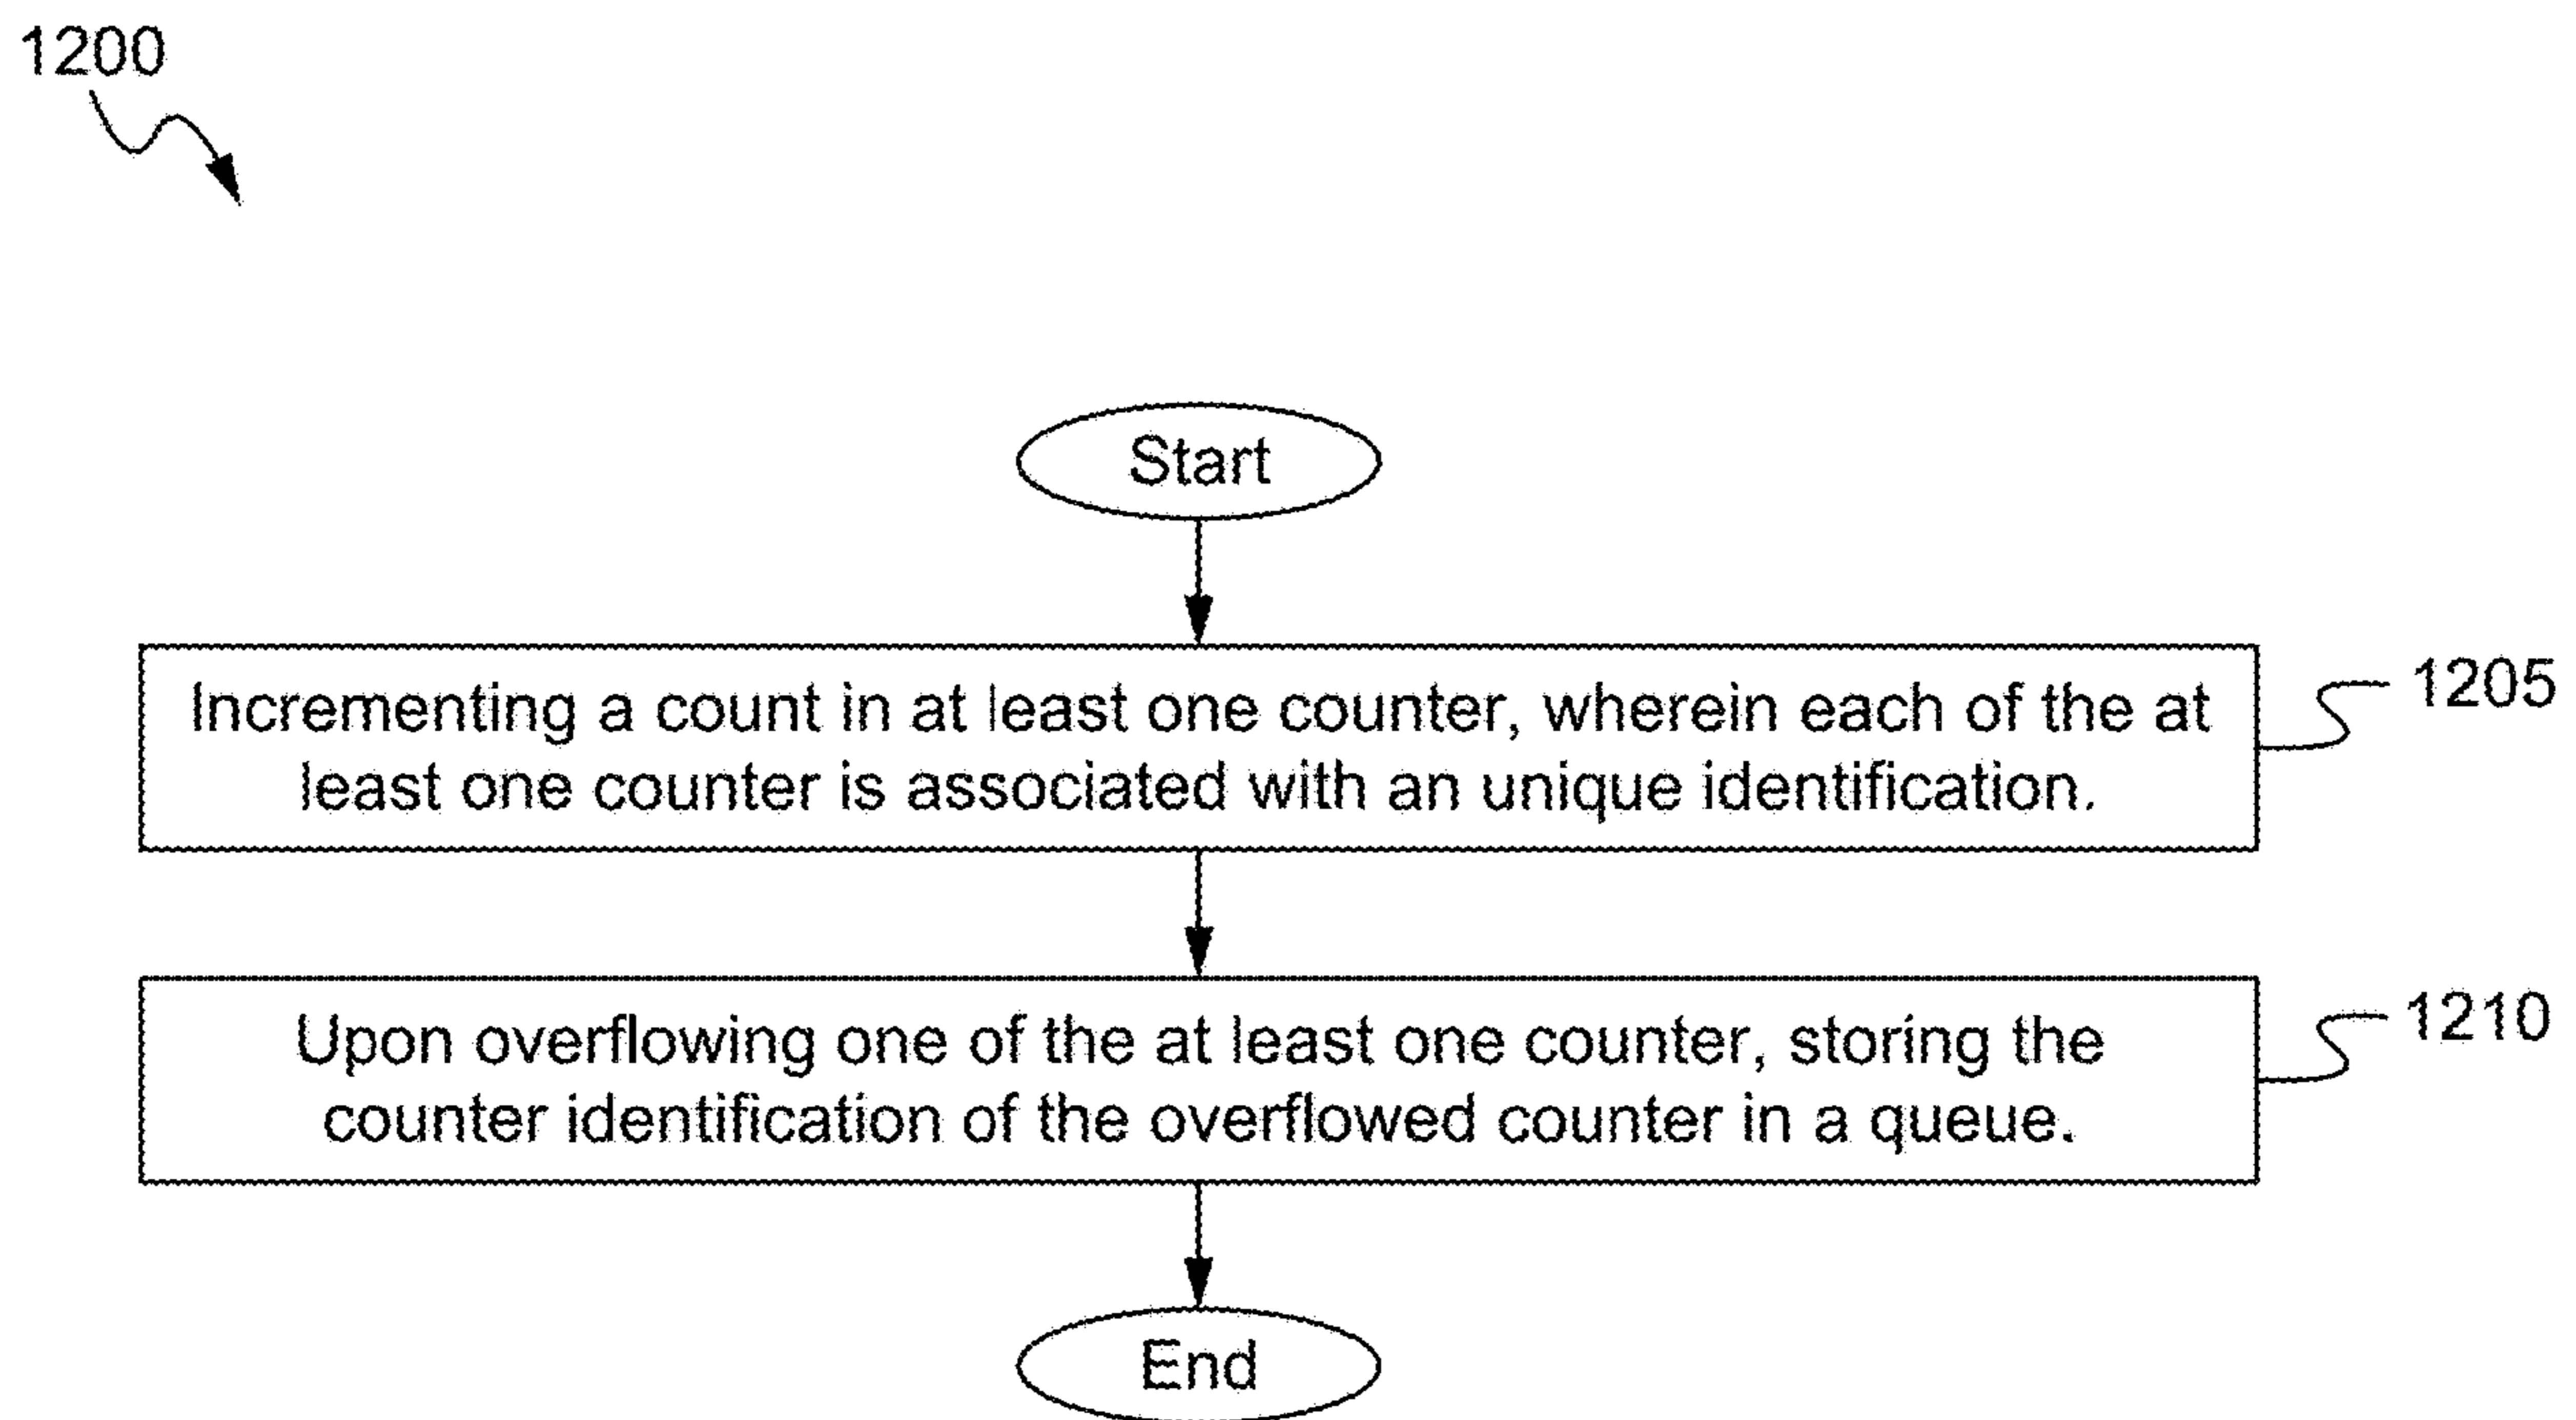 1200
Start
Incrementing a count in at least one counter, wherein each of the at
least one counter is associated with an unique identification.
1205
Upon overflowing one of the at least one counter, storing the
counter identification of the overflowed counter in a queue.
1210
End